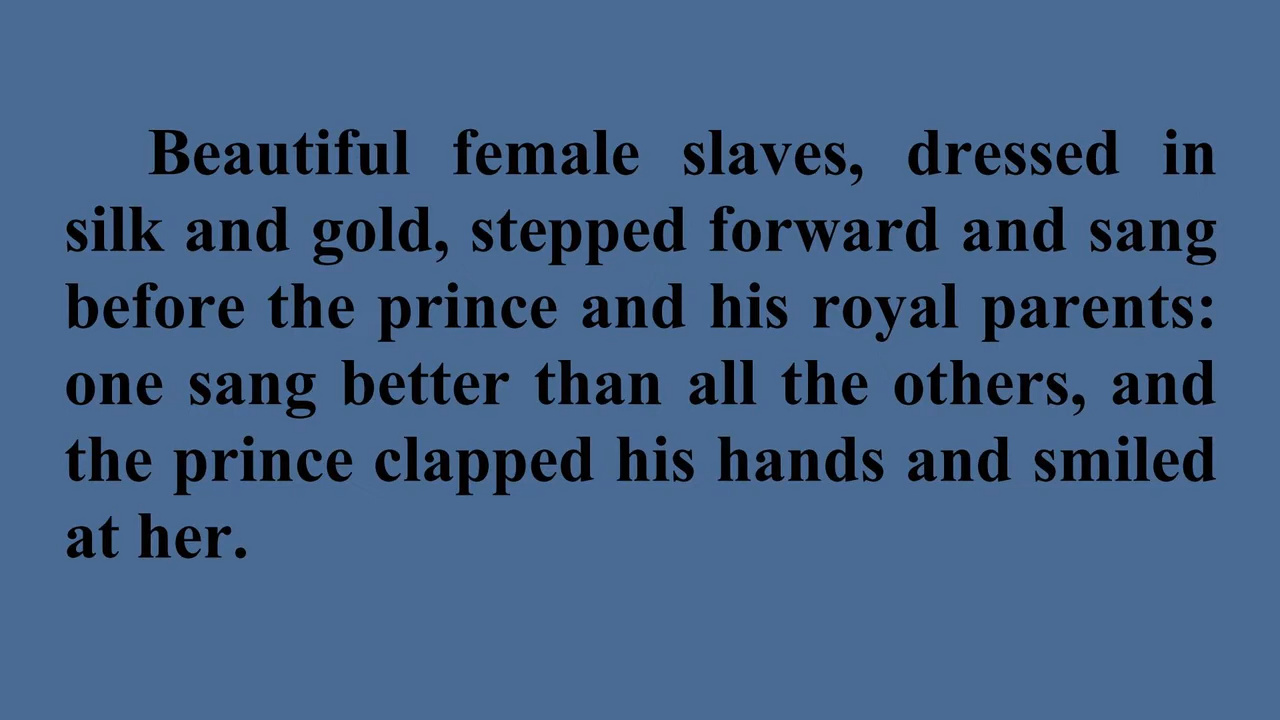 Beautiful female slaves, dressed in
silk and gold, stepped forward and sang
before the prince and his royal parents:
one sang better than all the others, and
the prince clapped his hands and smiled
at her.